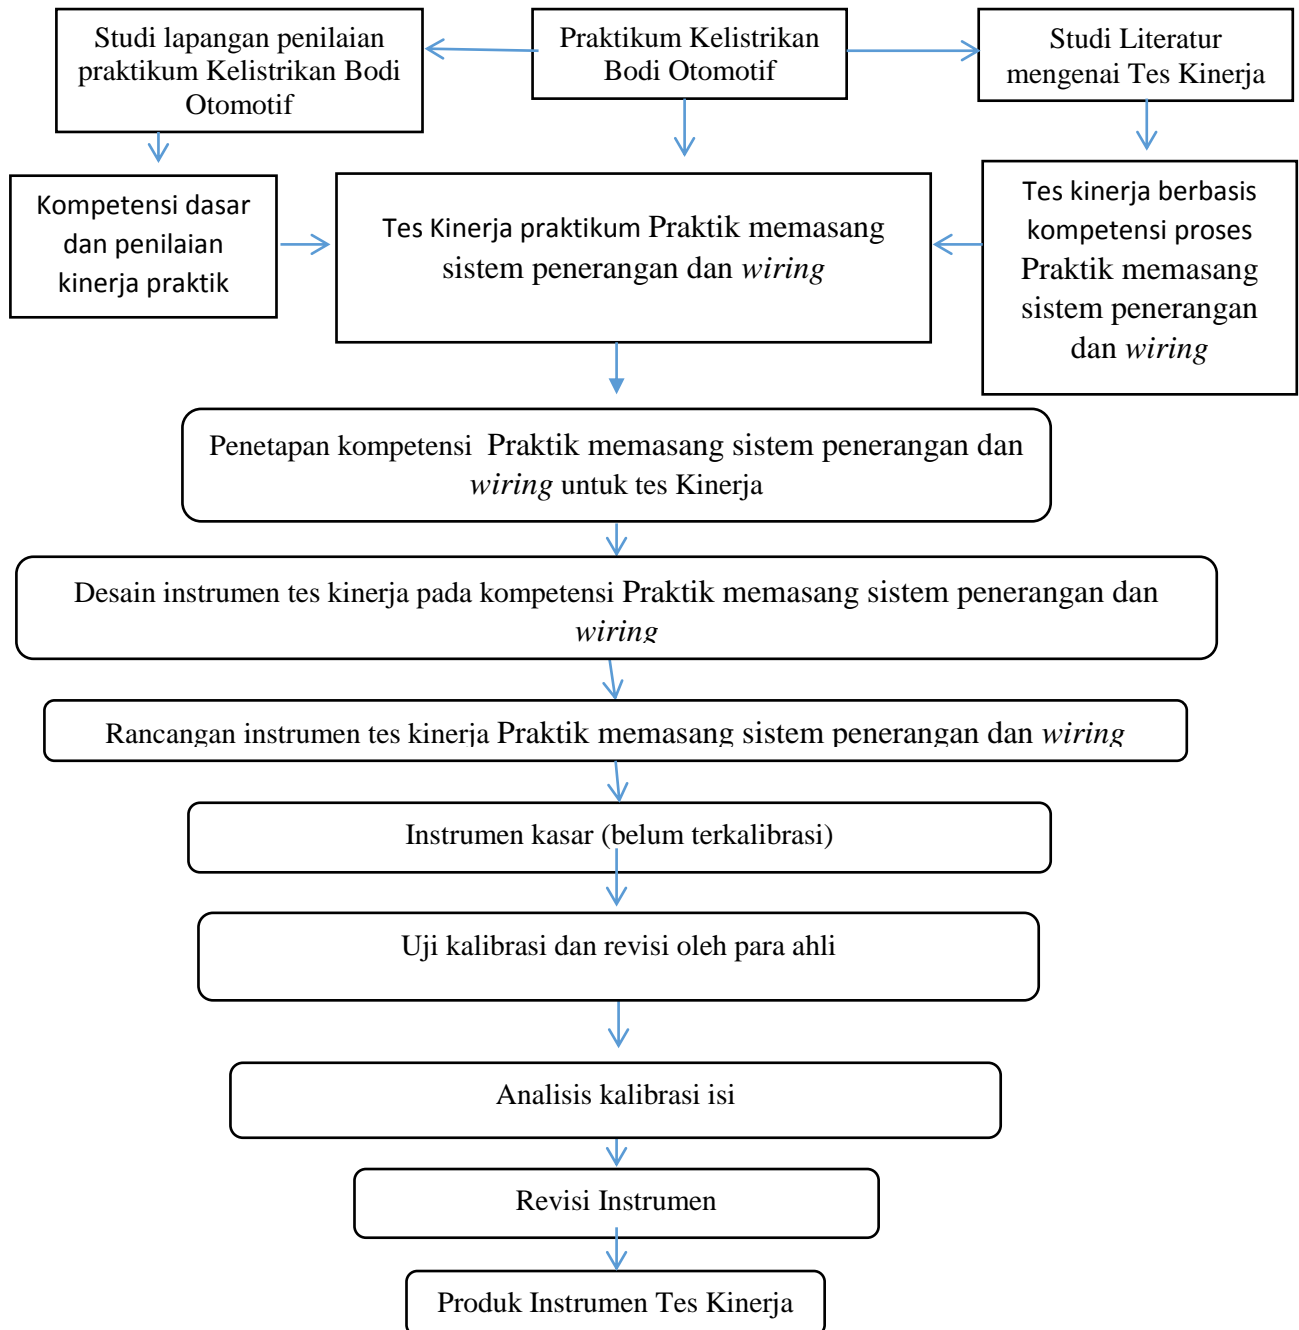 Studi lapangan penilaian
praktikum Kelistrikan Bodi
Otomotif
Praktikum Kelistrikan
Bodi Otomotif
Studi Literatur
mengenai Tes Kinerja
Kompetensi dasar
dan penilaian
kinerja praktik
Tes Kinerja praktikum Praktik memasang
sistem penerangan dan wiring
Tes kinerja berbasis
kompetensi proses
Praktik memasang
sistem penerangan
dan wiring
Penetapan kompetensi Praktik memasang sistem penerangan dan
wiring untuk tes Kinerja
Desain instrumen tes kinerja pada kompetensi Praktik memasang sistem penerangan dan
wiring
Rancangan instrumen tes kinerja Praktik memasang sistem penerangan dan wiring
Instrumen kasar (belum terkalibrasi)
Uji kalibrasi dan revisi oleh para ahli
Analisis kalibrasi isi
Revisi Instrumen
Produk Instrumen Tes Kinerja